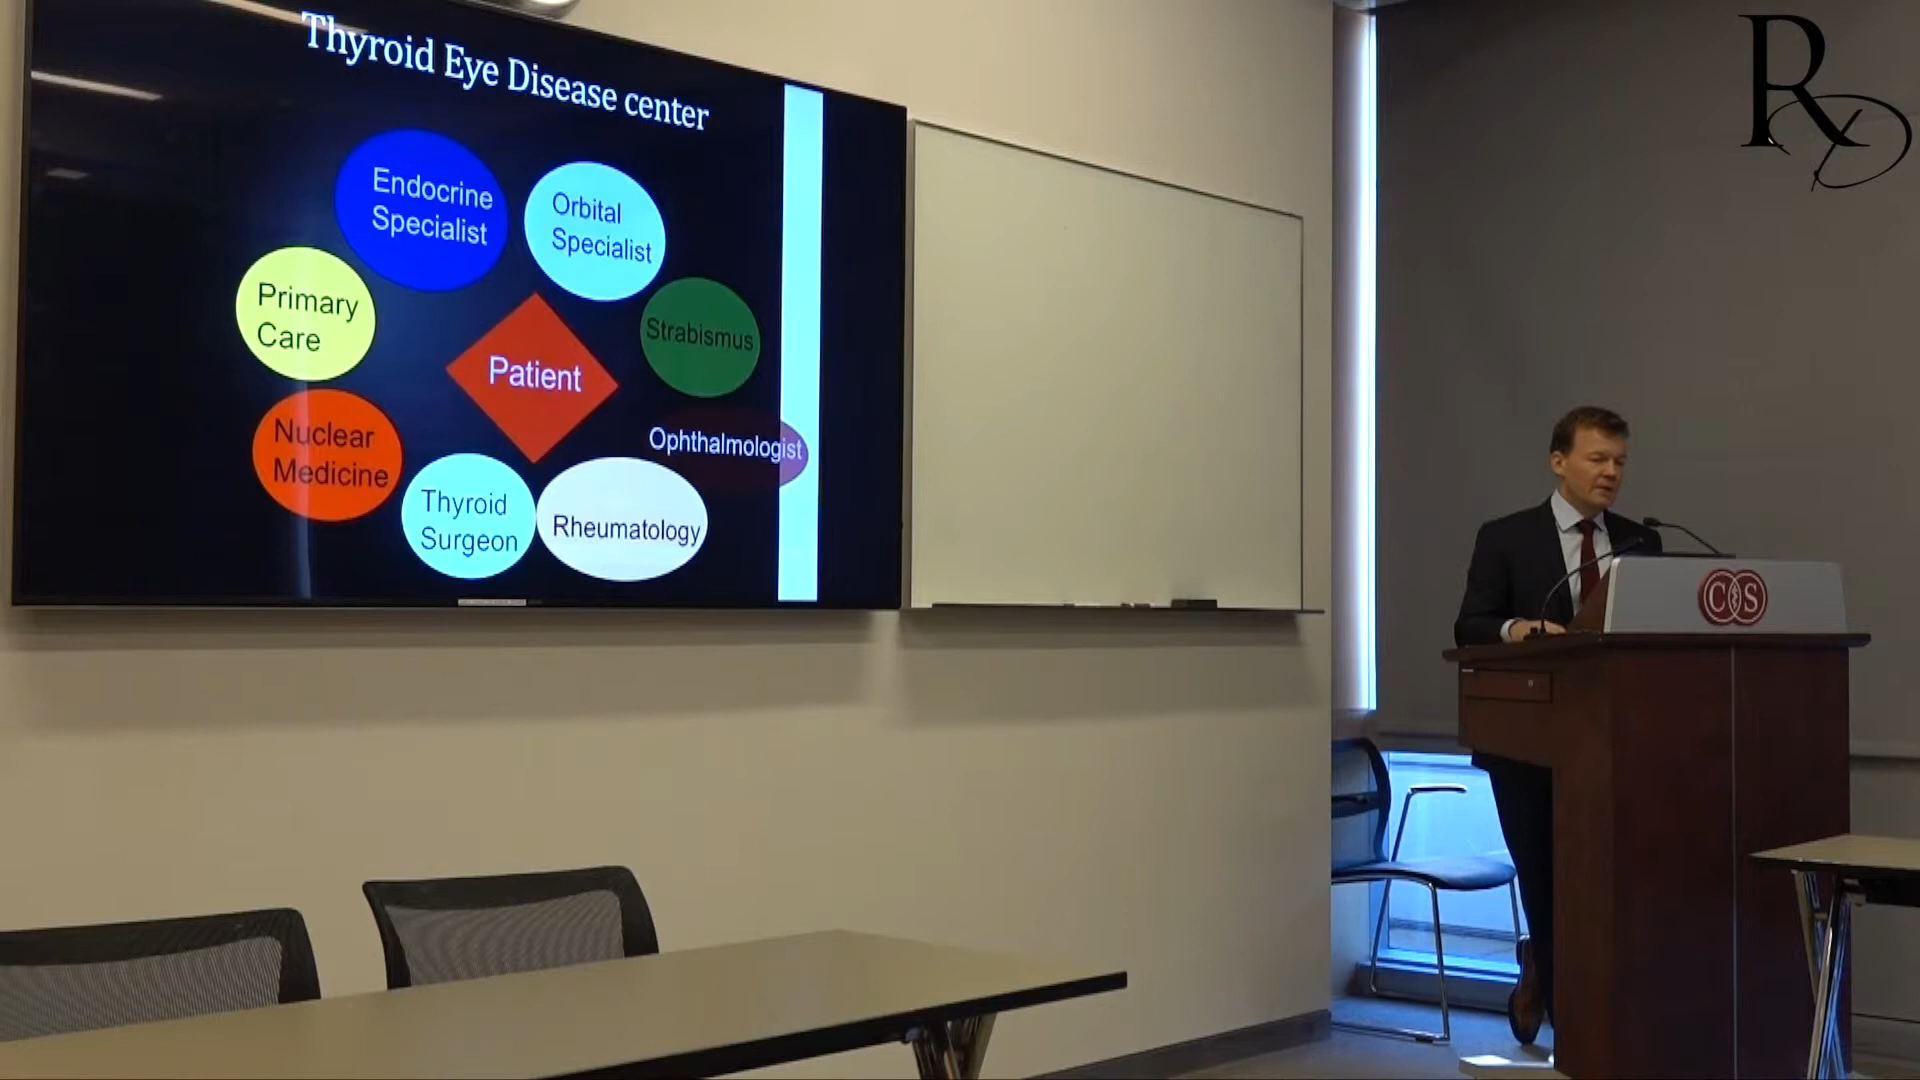 Thyroid Eye Disease center
Endocrine
Specialist
Orbital
Specialist
Primary
Care
Strabismus
Patient
Nuclear
Medicine
Ophthalmologist
Thyroid
Surgeon
Rheumatology
CS
RD